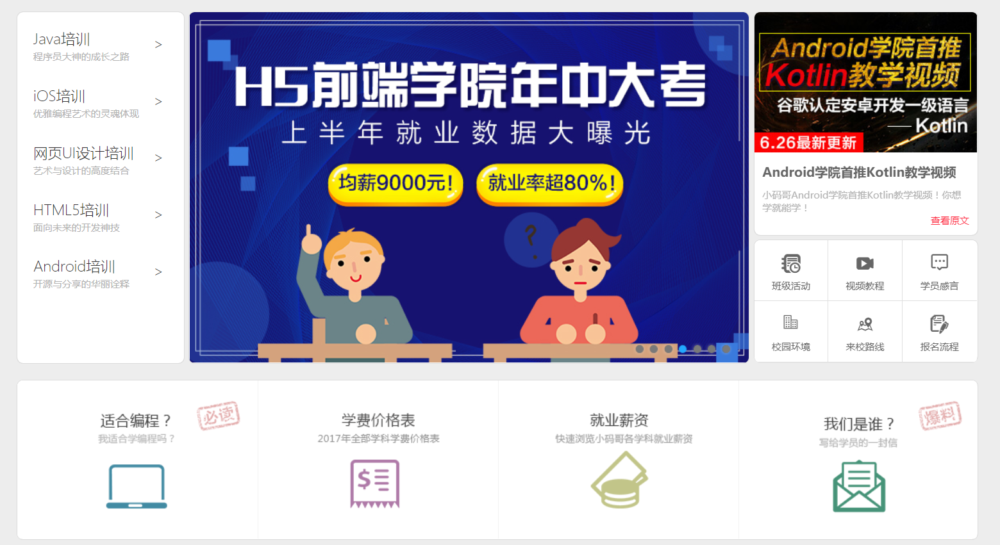 Java培训
>
程序员大神的成长之路
iOS培训
>
优雅编程艺术的灵魂体现
网页UI设计培训
>
艺术与设计的高度结合
HTML5培训
>
面向未来的开发神技
Android培训
>
开源与分享的华丽诠释
H5前端学院年中大考
上半年就业数据大曝光
均薪9000元!
就业率超80%!
?
Android学院首推
Kotlin教学视频
谷歌认定安卓开发一级语言
—— Kotlin
6.26最新更新
Android学院首推Kotlin教学视频
小码哥Android学院首推Kotlin教学视频！你想
学就能学！
查看原文
班级活动
视频教程
学员感言
校园环境
来校路线
报名流程
适合编程？
必读
我适合学编程吗？
学费价格表
2017年全部学科学费价格表
$
就业薪资
快速浏览小码哥各学科就业薪资
我们是谁？
爆料
写给学员的一封信